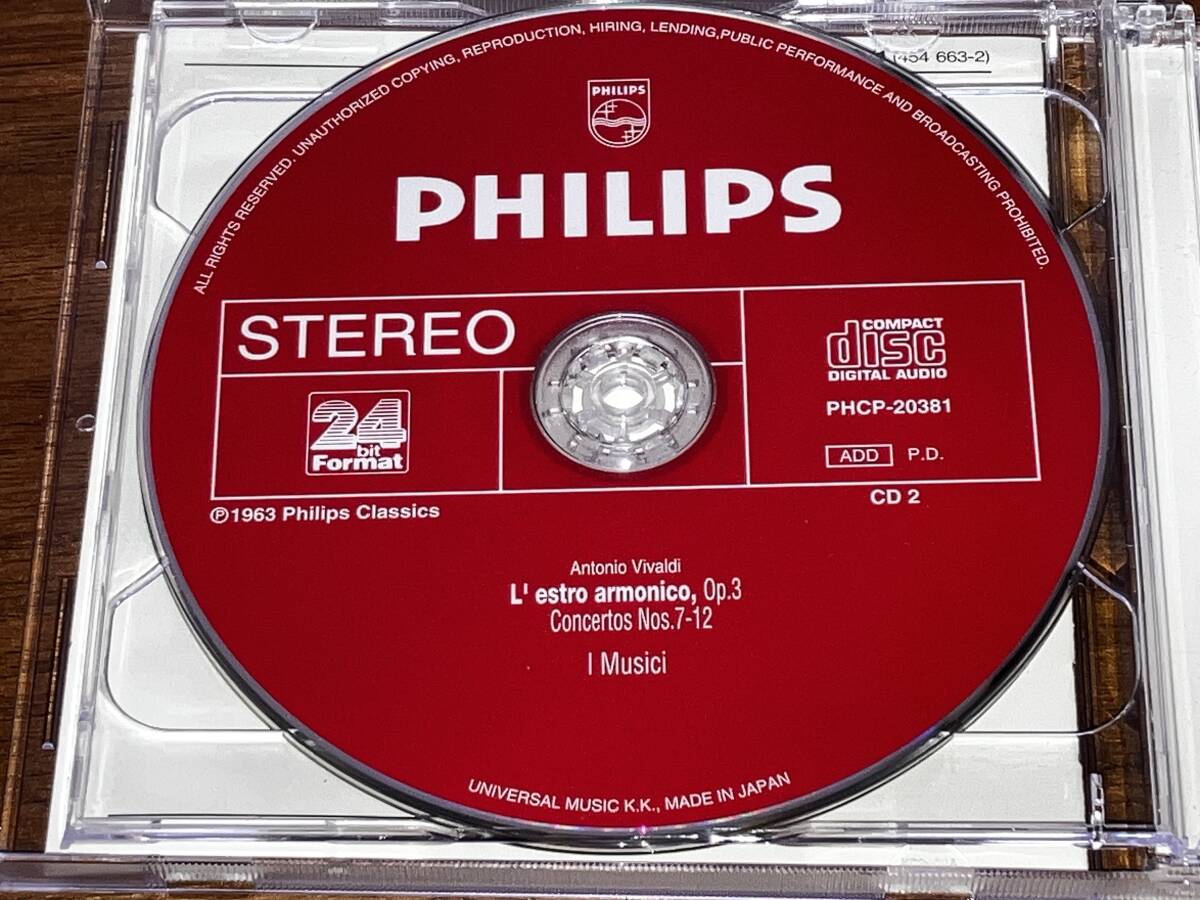 454 663-2)
ALL RIGHTS RESERVED. UNAUTHORIZED COPYING, REPRODUCTION, HIRING, LENDING,PUBLIC PERFORMANCE AND BROADCASTING PROHIBITED.
PHILIPS
PHILIPS
STEREO
COMPACT
disc
DIGITAL AUDIO
24
bit
Format
PHCP-20381
ADD P.D.
CD 2
Ⓟ1963 Philips Classics
Antonio Vivaldi
L' estro armonico, Op.3
Concertos Nos.7-12
I Musici
UNIVERSAL MUSIC K.K., MADE IN JAPAN